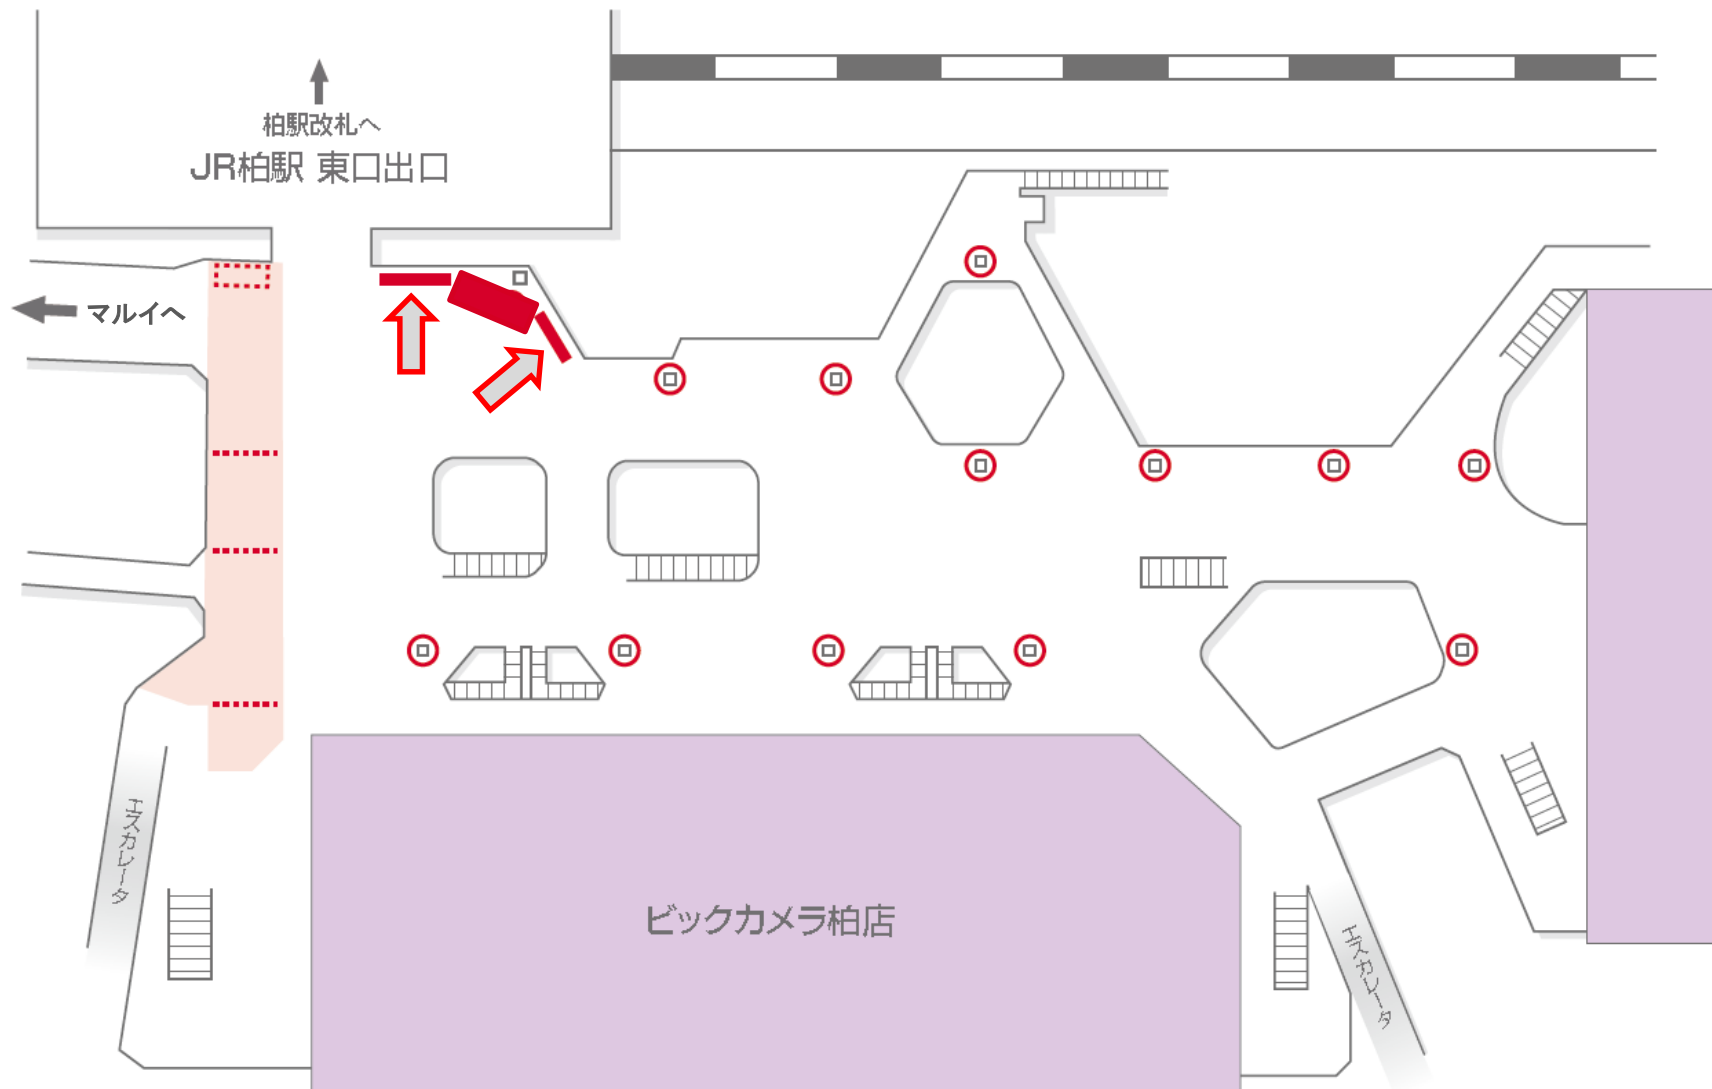 柏駅改札へ
JR柏駅 東口出口
マルイへ
エスカレータ
ビックカメラ柏店
エスカレータ